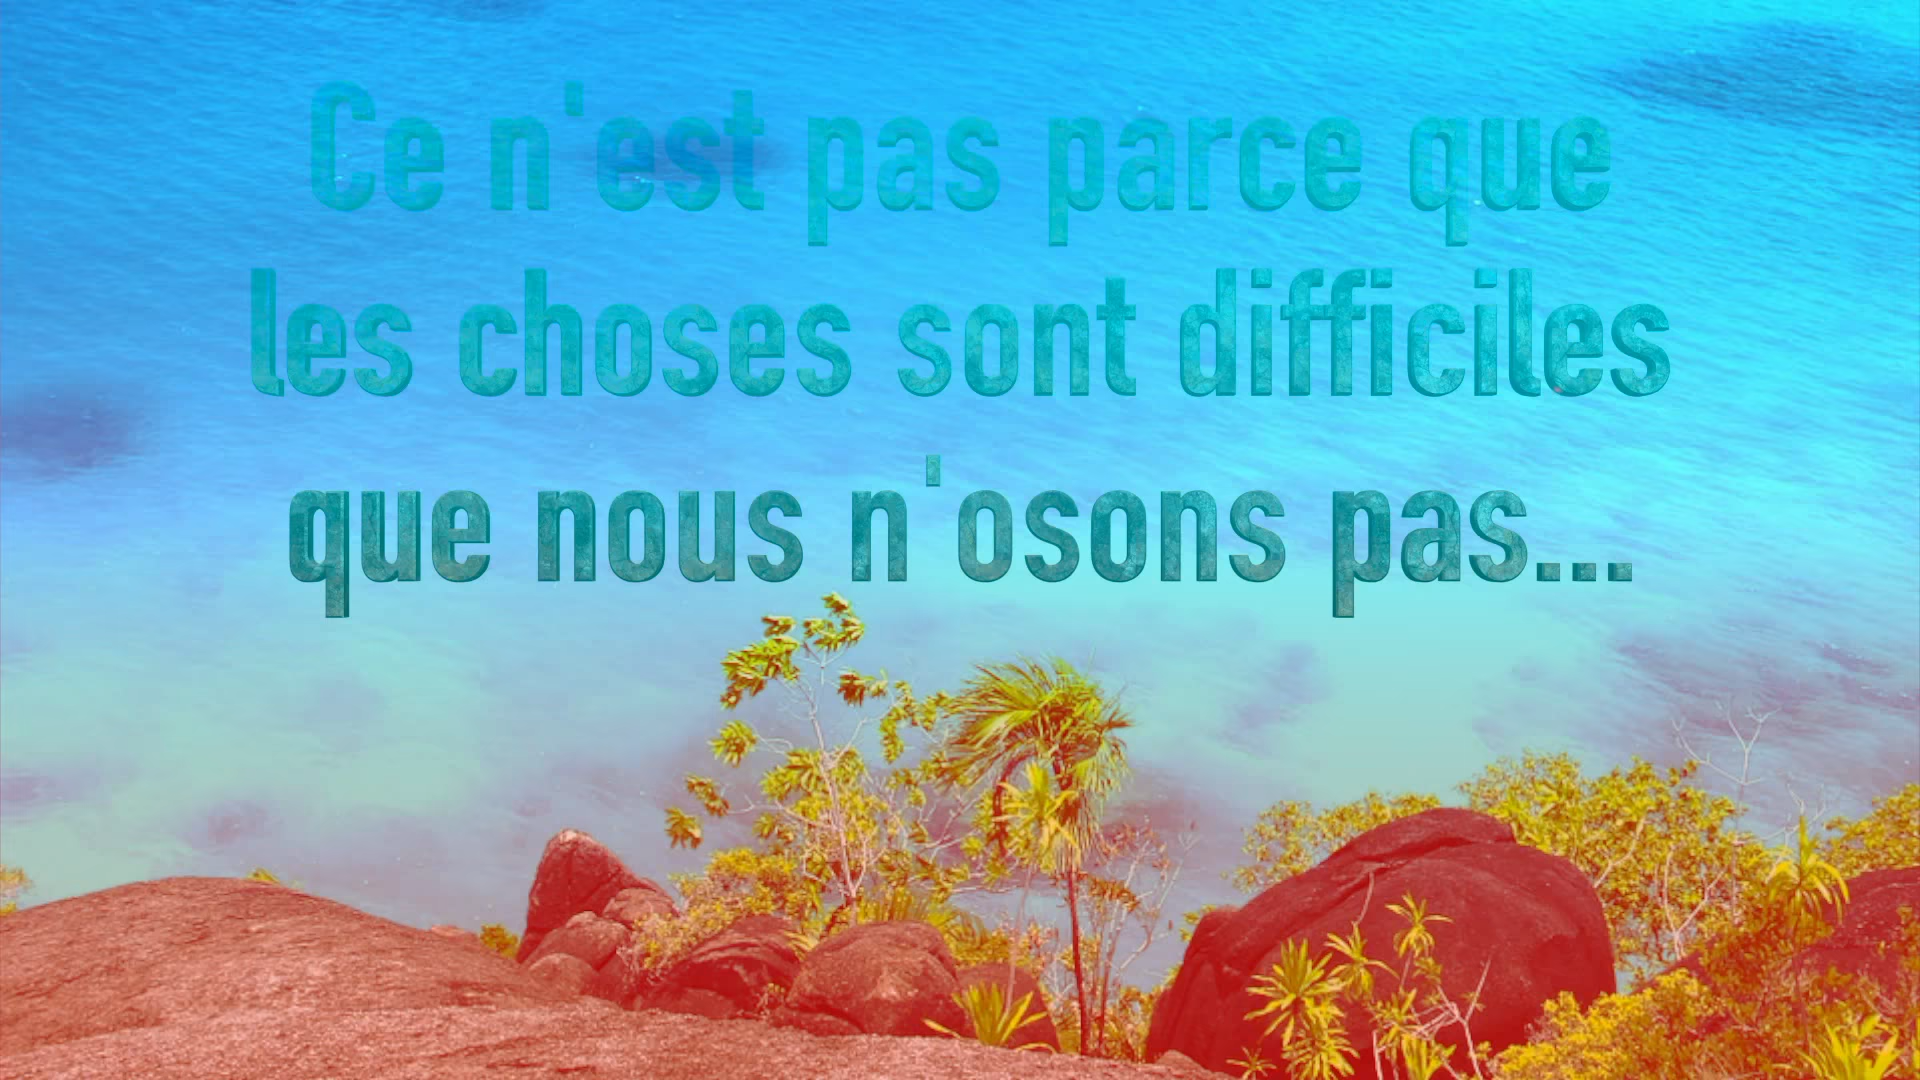 Ce n'est pas parce que
les choses sont difficiles
que nous n'osons pas...